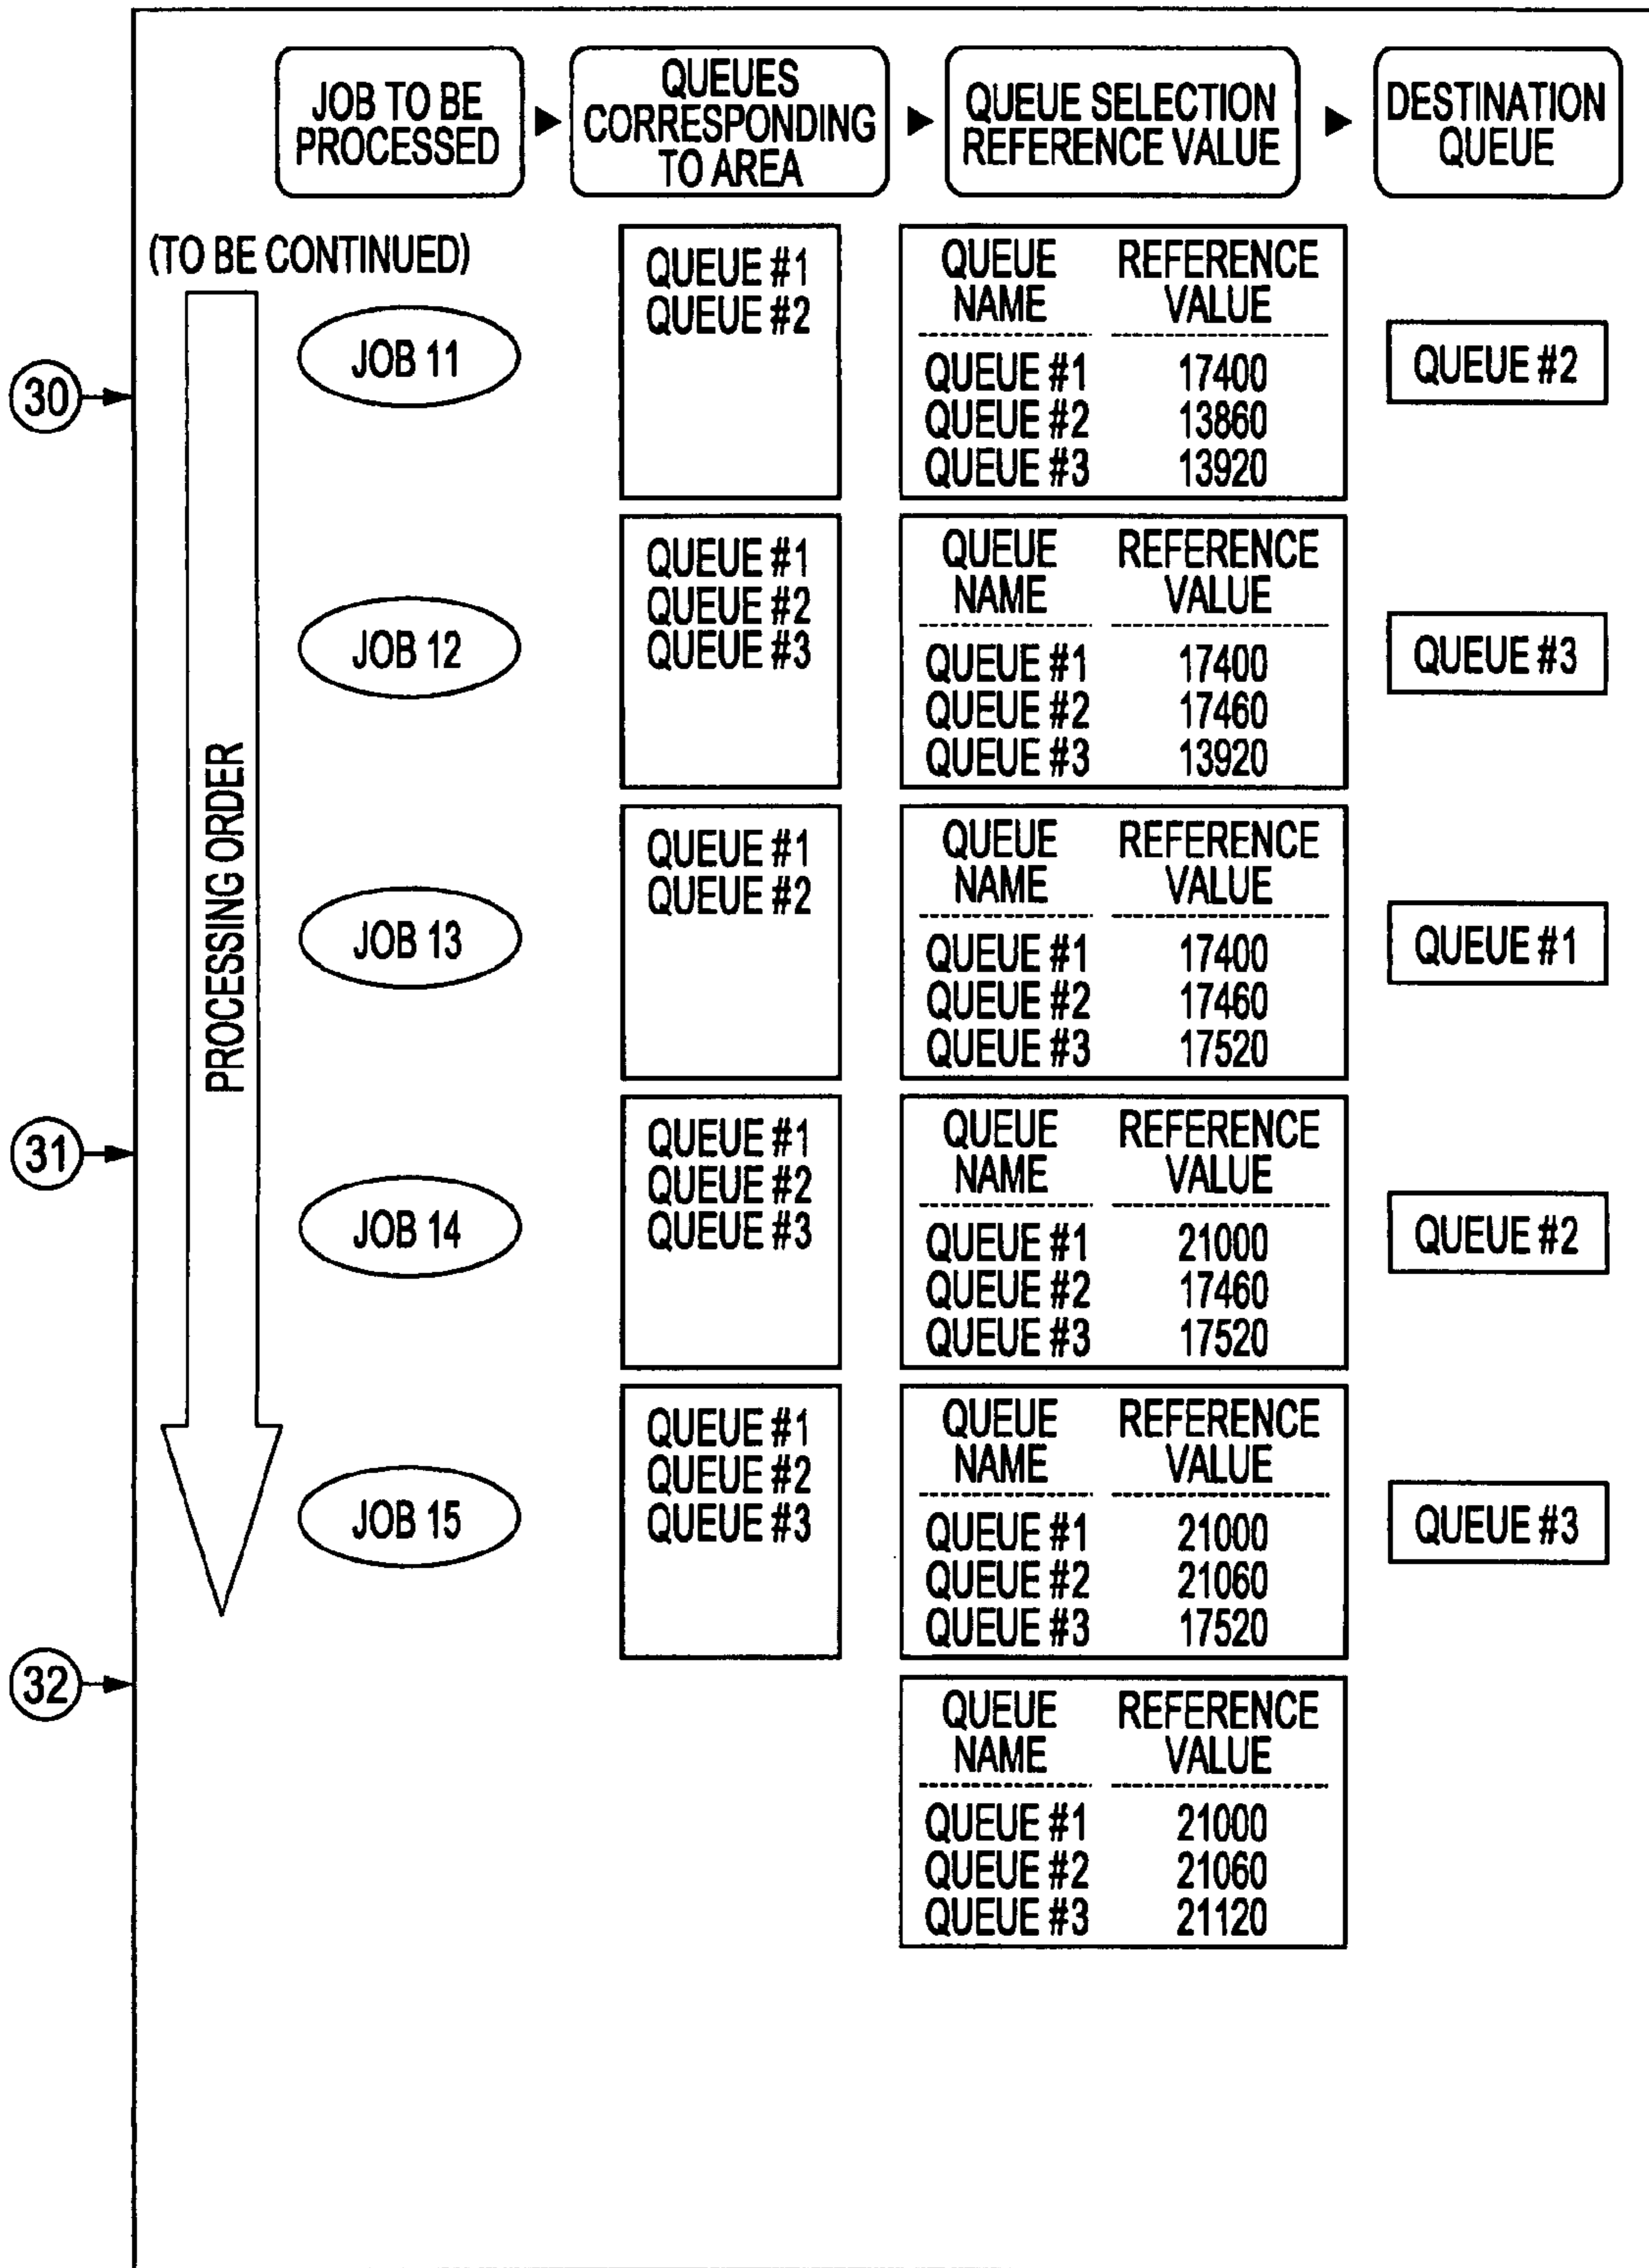 JOB TO BE
PROCESSED
QUEUES
CORRESPONDING
TO AREA
QUEUE SELECTION
REFERENCE VALUE
DESTINATION
QUEUE
(TO BE CONTINUED)
PROCESSING ORDER
30
JOB 11
QUEUE #1
QUEUE #2
QUEUE NAME REFERENCE VALUE
QUEUE #1 17400
QUEUE #2 13860
QUEUE #3 13920
QUEUE #2
JOB 12
QUEUE #1
QUEUE #2
QUEUE #3
QUEUE NAME REFERENCE VALUE
QUEUE #1 17400
QUEUE #2 17460
QUEUE #3 13920
QUEUE #3
JOB 13
QUEUE #1
QUEUE #2
QUEUE NAME REFERENCE VALUE
QUEUE #1 17400
QUEUE #2 17460
QUEUE #3 17520
QUEUE #1
31
JOB 14
QUEUE #1
QUEUE #2
QUEUE #3
QUEUE NAME REFERENCE VALUE
QUEUE #1 21000
QUEUE #2 17460
QUEUE #3 17520
QUEUE #2
JOB 15
QUEUE #1
QUEUE #2
QUEUE #3
QUEUE NAME REFERENCE VALUE
QUEUE #1 21000
QUEUE #2 21060
QUEUE #3 17520
QUEUE #3
32
QUEUE NAME REFERENCE VALUE
QUEUE #1 21000
QUEUE #2 21060
QUEUE #3 21120